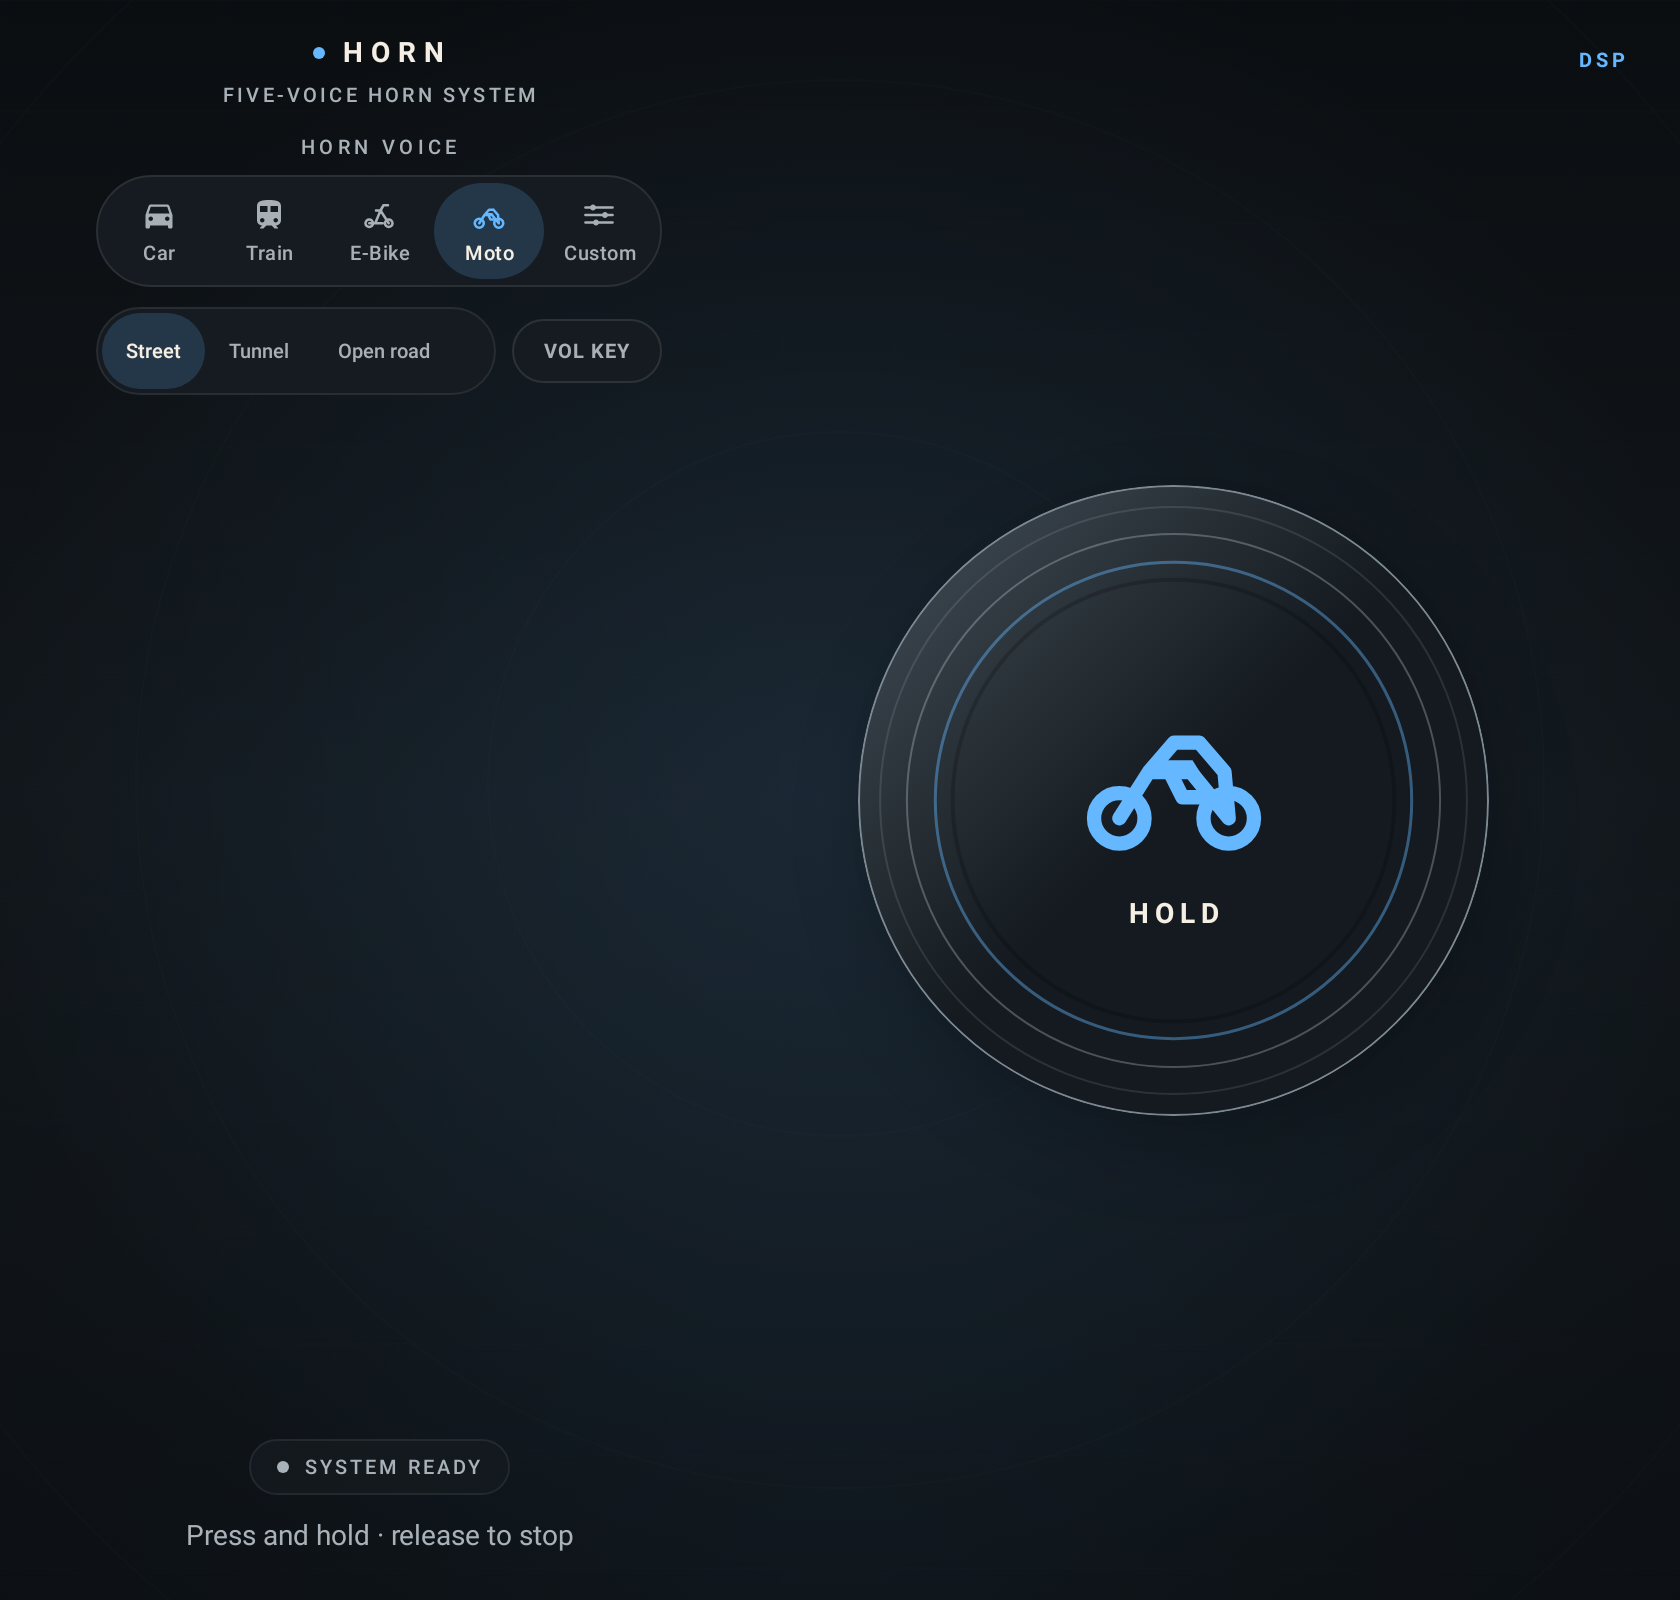 HORN
DSP
FIVE-VOICE HORN SYSTEM
HORN VOICE
Car Train E-Bike Moto Custom
Street Tunnel Open road VOL KEY
HOLD
SYSTEM READY
Press and hold · release to stop